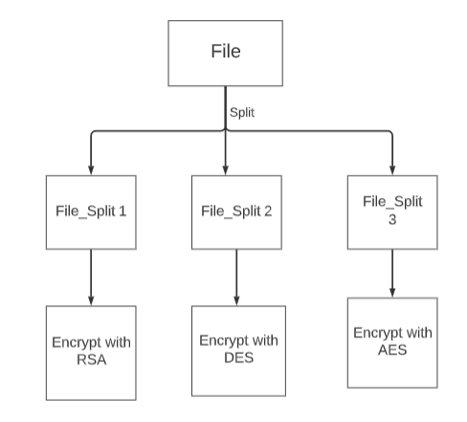 File
Split
File_Split 1
File_Split 2
File_Split
3
Encrypt with
RSA
Encrypt with
DES
Encrypt with
AES